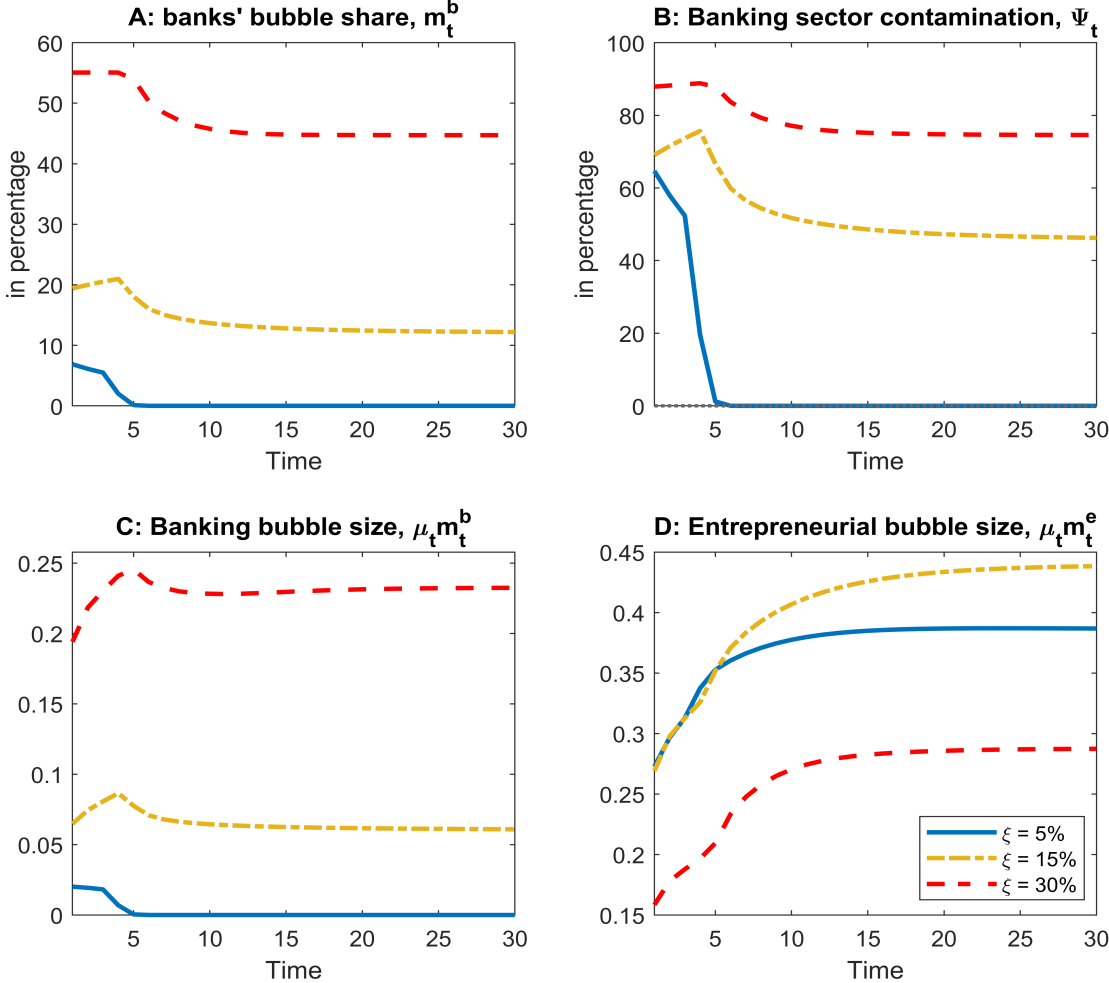 A: banks' bubble share, m_t^b
60
50
40
30
20
10
0
in percentage
5 10 15 20 25 30
Time
B: Banking sector contamination, Ψ_t
100
80
60
40
20
0
in percentage
5 10 15 20 25 30
Time
C: Banking bubble size, μ_t m_t^b
0.25
0.2
0.15
0.1
0.05
0
5 10 15 20 25 30
Time
D: Entrepreneurial bubble size, μ_t m_t^e
0.45
0.4
0.35
0.3
0.25
0.2
0.15
5 10 15 20 25 30
Time
ξ = 5%
ξ = 15%
ξ = 30%